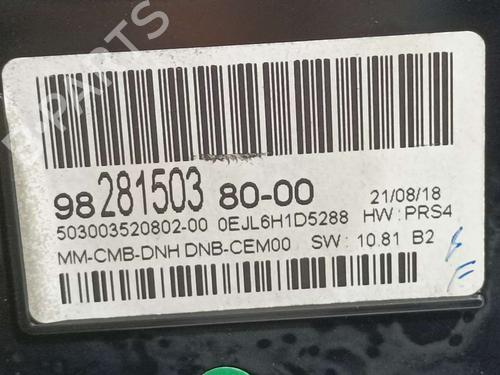 B-PARTS
98 281503 80-00
21/08/18
503003520802-00 0EJL6H1D5288 HW : PRS4
MM-CMB-DNH DNB-CEM00 SW : 10.81 B2
F